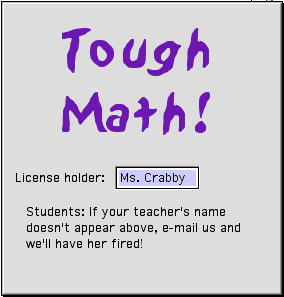 Tough
Math!
License holder: Ms. Crabby
Students: If your teacher's name
doesn't appear above, e-mail us and
we'll have her fired!